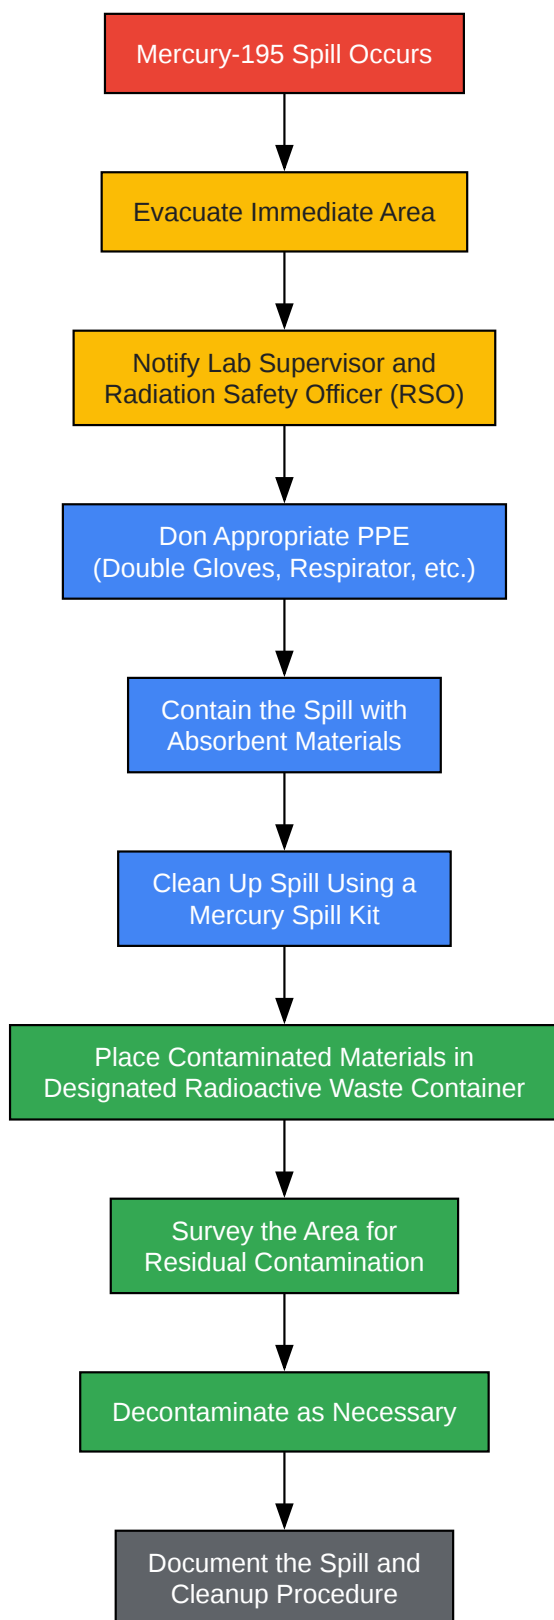 Mercury-195 Spill Occurs
Evacuate Immediate Area
Notify Lab Supervisor and
Radiation Safety Officer (RSO)
Don Appropriate PPE
(Double Gloves, Respirator, etc.)
Contain the Spill with
Absorbent Materials
Clean Up Spill Using a
Mercury Spill Kit
Place Contaminated Materials in
Designated Radioactive Waste Container
Survey the Area for
Residual Contamination
Decontaminate as Necessary
Document the Spill and
Cleanup Procedure